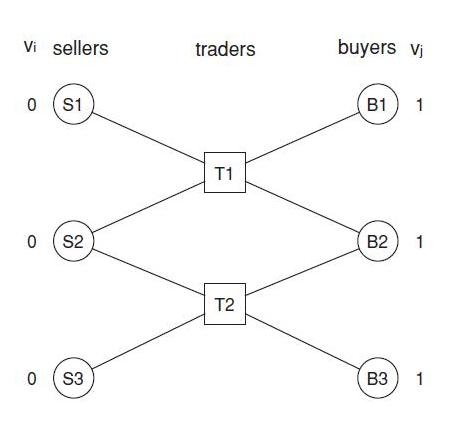 vi sellers traders buyers vj
0 S1 B1 1
T1
0 S2 B2 1
T2
0 S3 B3 1